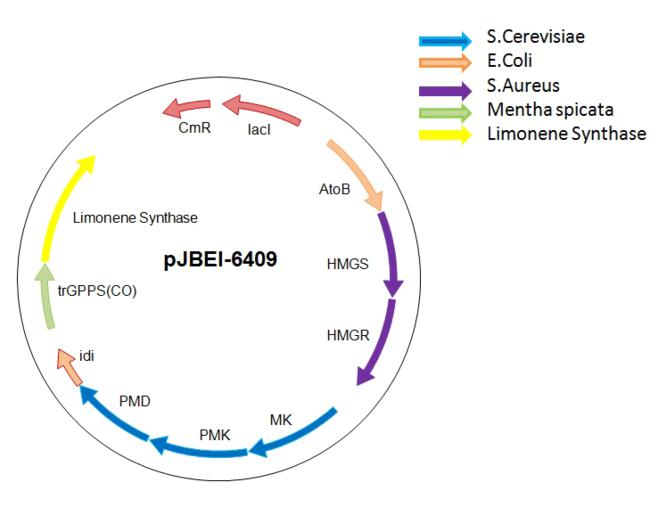 S.Cerevisiae
E.Coli
S.Aureus
Mentha spicata
Limonene Synthase
CmR
lacI
AtoB
Limonene Synthase
pJBEI-6409
HMGS
trGPPS(CO)
HMGR
idi
PMD
MK
PMK